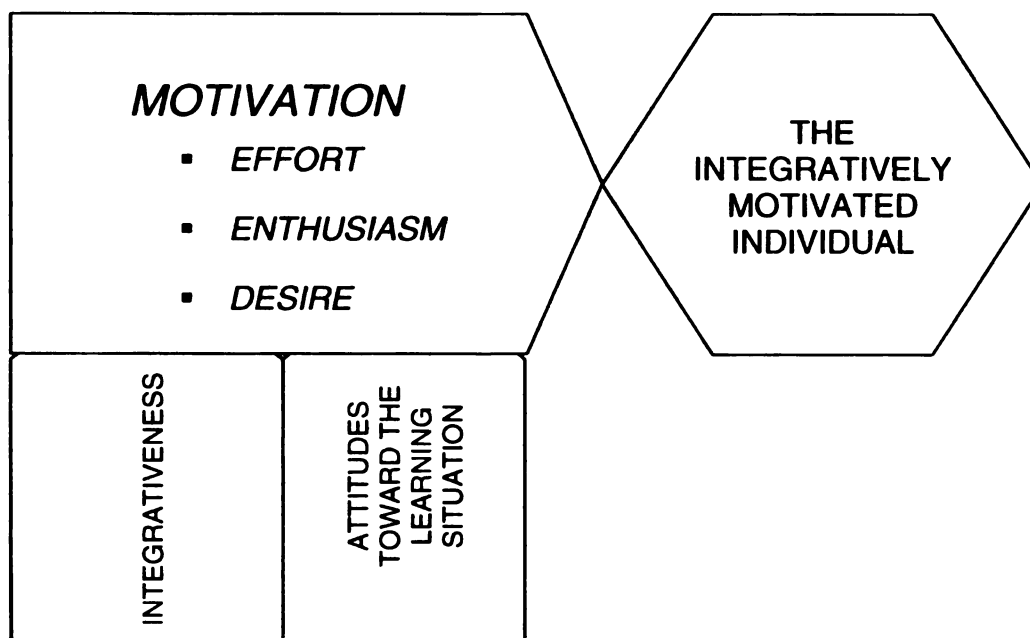 MOTIVATION
▪ EFFORT
▪ ENTHUSIASM
▪ DESIRE
THE
INTEGRATIVELY
MOTIVATED
INDIVIDUAL
INTEGRATIVENESS
ATTITUDES
TOWARD THE
LEARNING
SITUATION